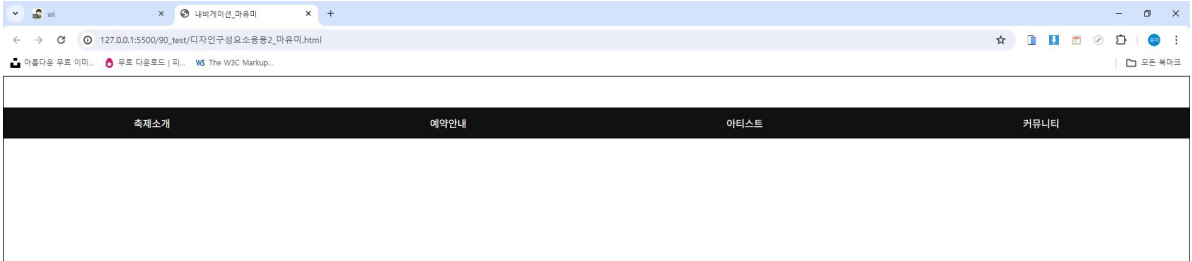 wi
내비게이션_마유미
127.0.0.1:5500/90_test/디자인구성요소응용2_마유미.html
아름다운 무료 이미... 무료 다운로드 | 피... W3 The W3C Markup... 모든 북마크
축제소개 예약안내 아티스트 커뮤니티